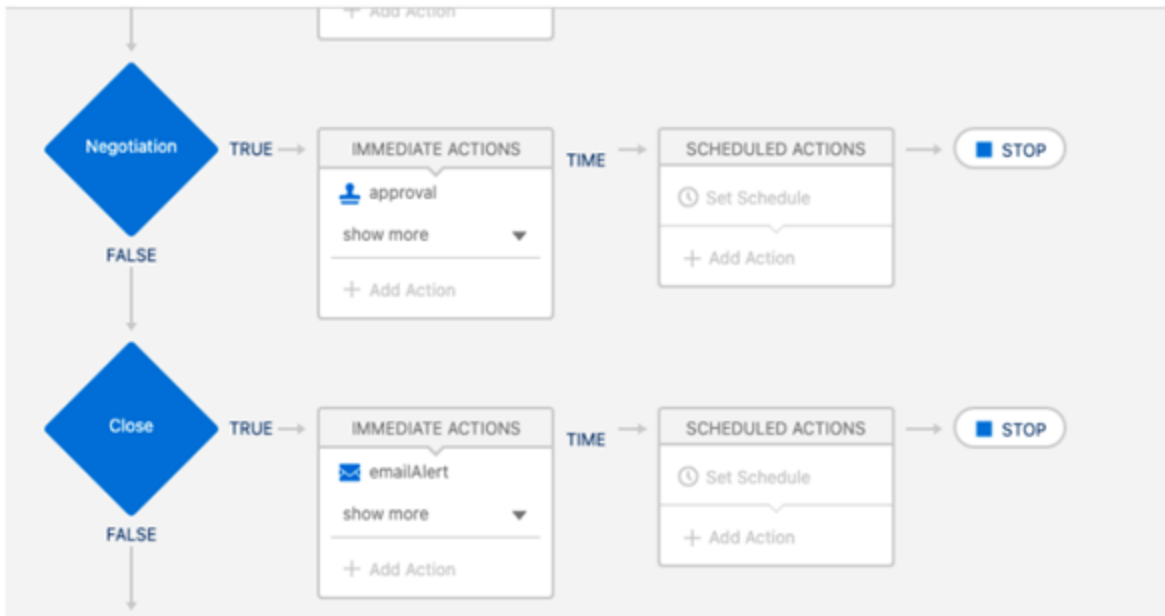 + Add Action
Negotiation
TRUE
IMMEDIATE ACTIONS
TIME
SCHEDULED ACTIONS
STOP
approval
Set Schedule
show more
FALSE
+ Add Action
+ Add Action
Close
TRUE
IMMEDIATE ACTIONS
TIME
SCHEDULED ACTIONS
STOP
emailAlert
Set Schedule
show more
FALSE
+ Add Action
+ Add Action